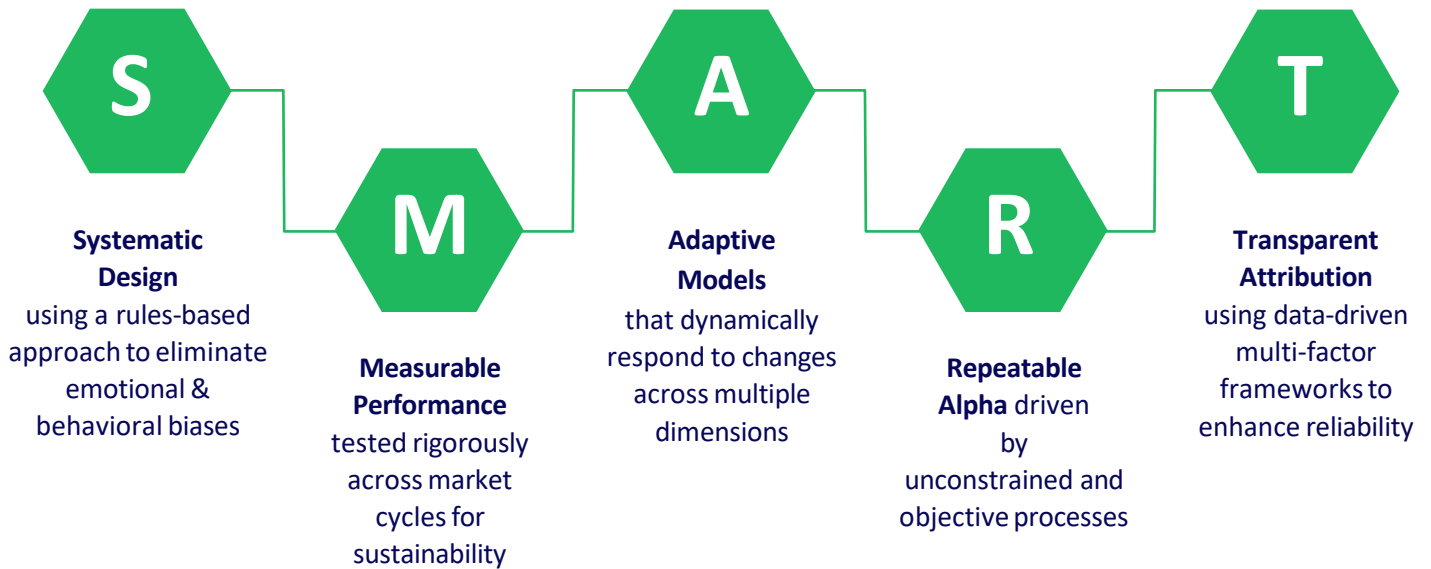 S
Systematic
Design
using a rules-based
approach to eliminate
emotional &
behavioral biases
M
Measurable
Performance
tested rigorously
across market
cycles for
sustainability
A
Adaptive
Models
that dynamically
respond to changes
across multiple
dimensions
R
Repeatable
Alpha driven
by
unconstrained and
objective processes
T
Transparent
Attribution
using data-driven
multi-factor
frameworks to
enhance reliability